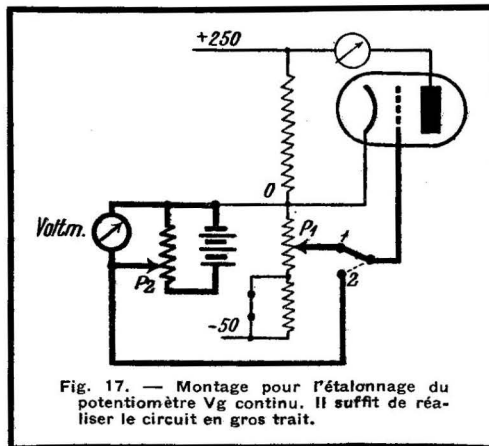 +250
0
Voltm.
P1
1
P2
2
-50
Fig. 17. — Montage pour l'étalonnage du
potentiomètre Vg continu. Il suffit de réa-
liser le circuit en gros trait.